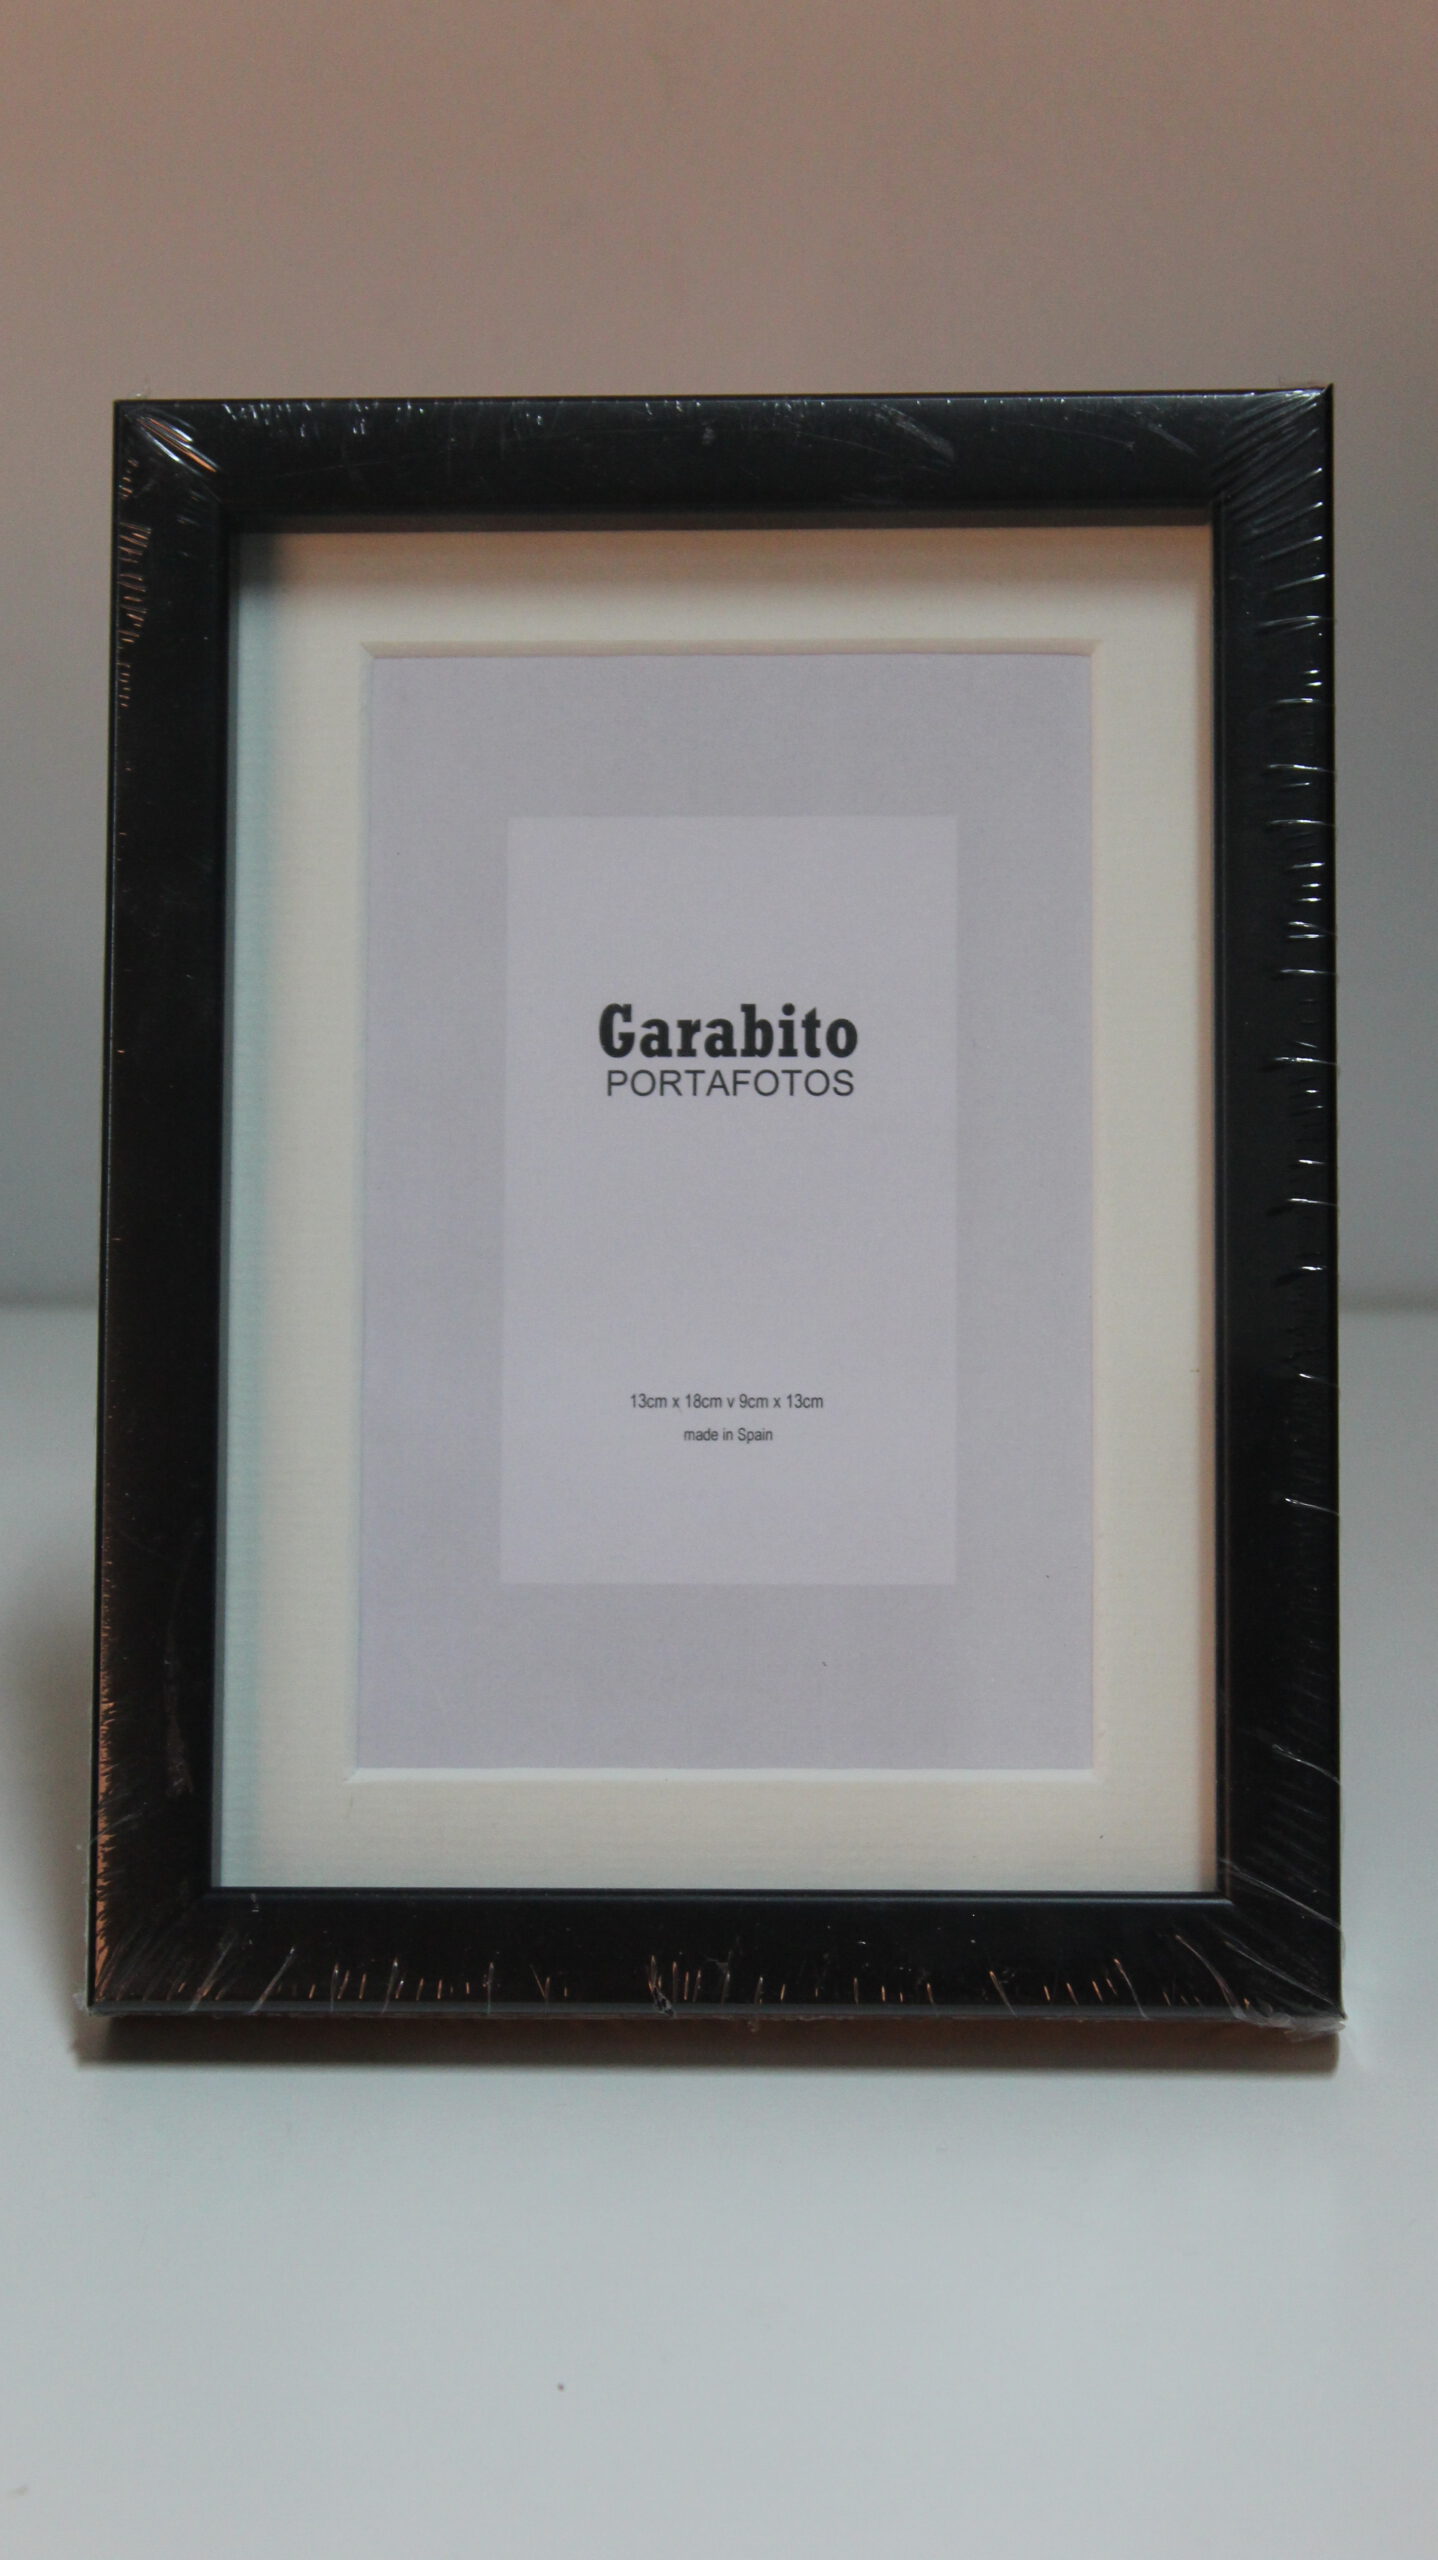 Garabito
PORTAFOTOS
13cm x 18cm v 9cm x 13cm
made in Spain